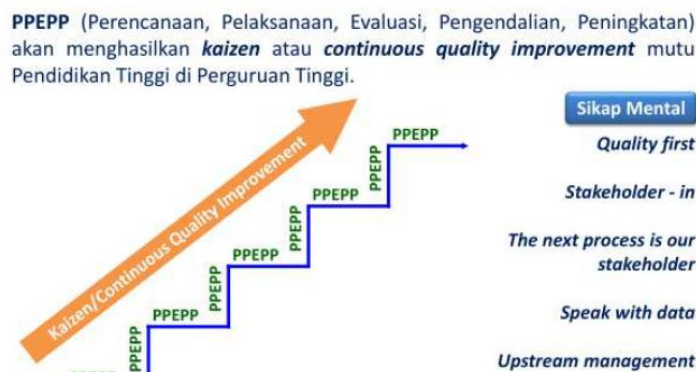 PPEPP (Perencanaan, Pelaksanaan, Evaluasi, Pengendalian, Peningkatan)
akan menghasilkan kaizen atau continuous quality improvement mutu
Pendidikan Tinggi di Perguruan Tinggi.
Kaizen/Continuous Quality Improvement
PPEPP
PPEPP
PPEPP
PPEPP
PPEPP
PPEPP
PPEPP
PPEPP
Sikap Mental
Quality first
Stakeholder - in
The next process is our
stakeholder
Speak with data
Upstream management